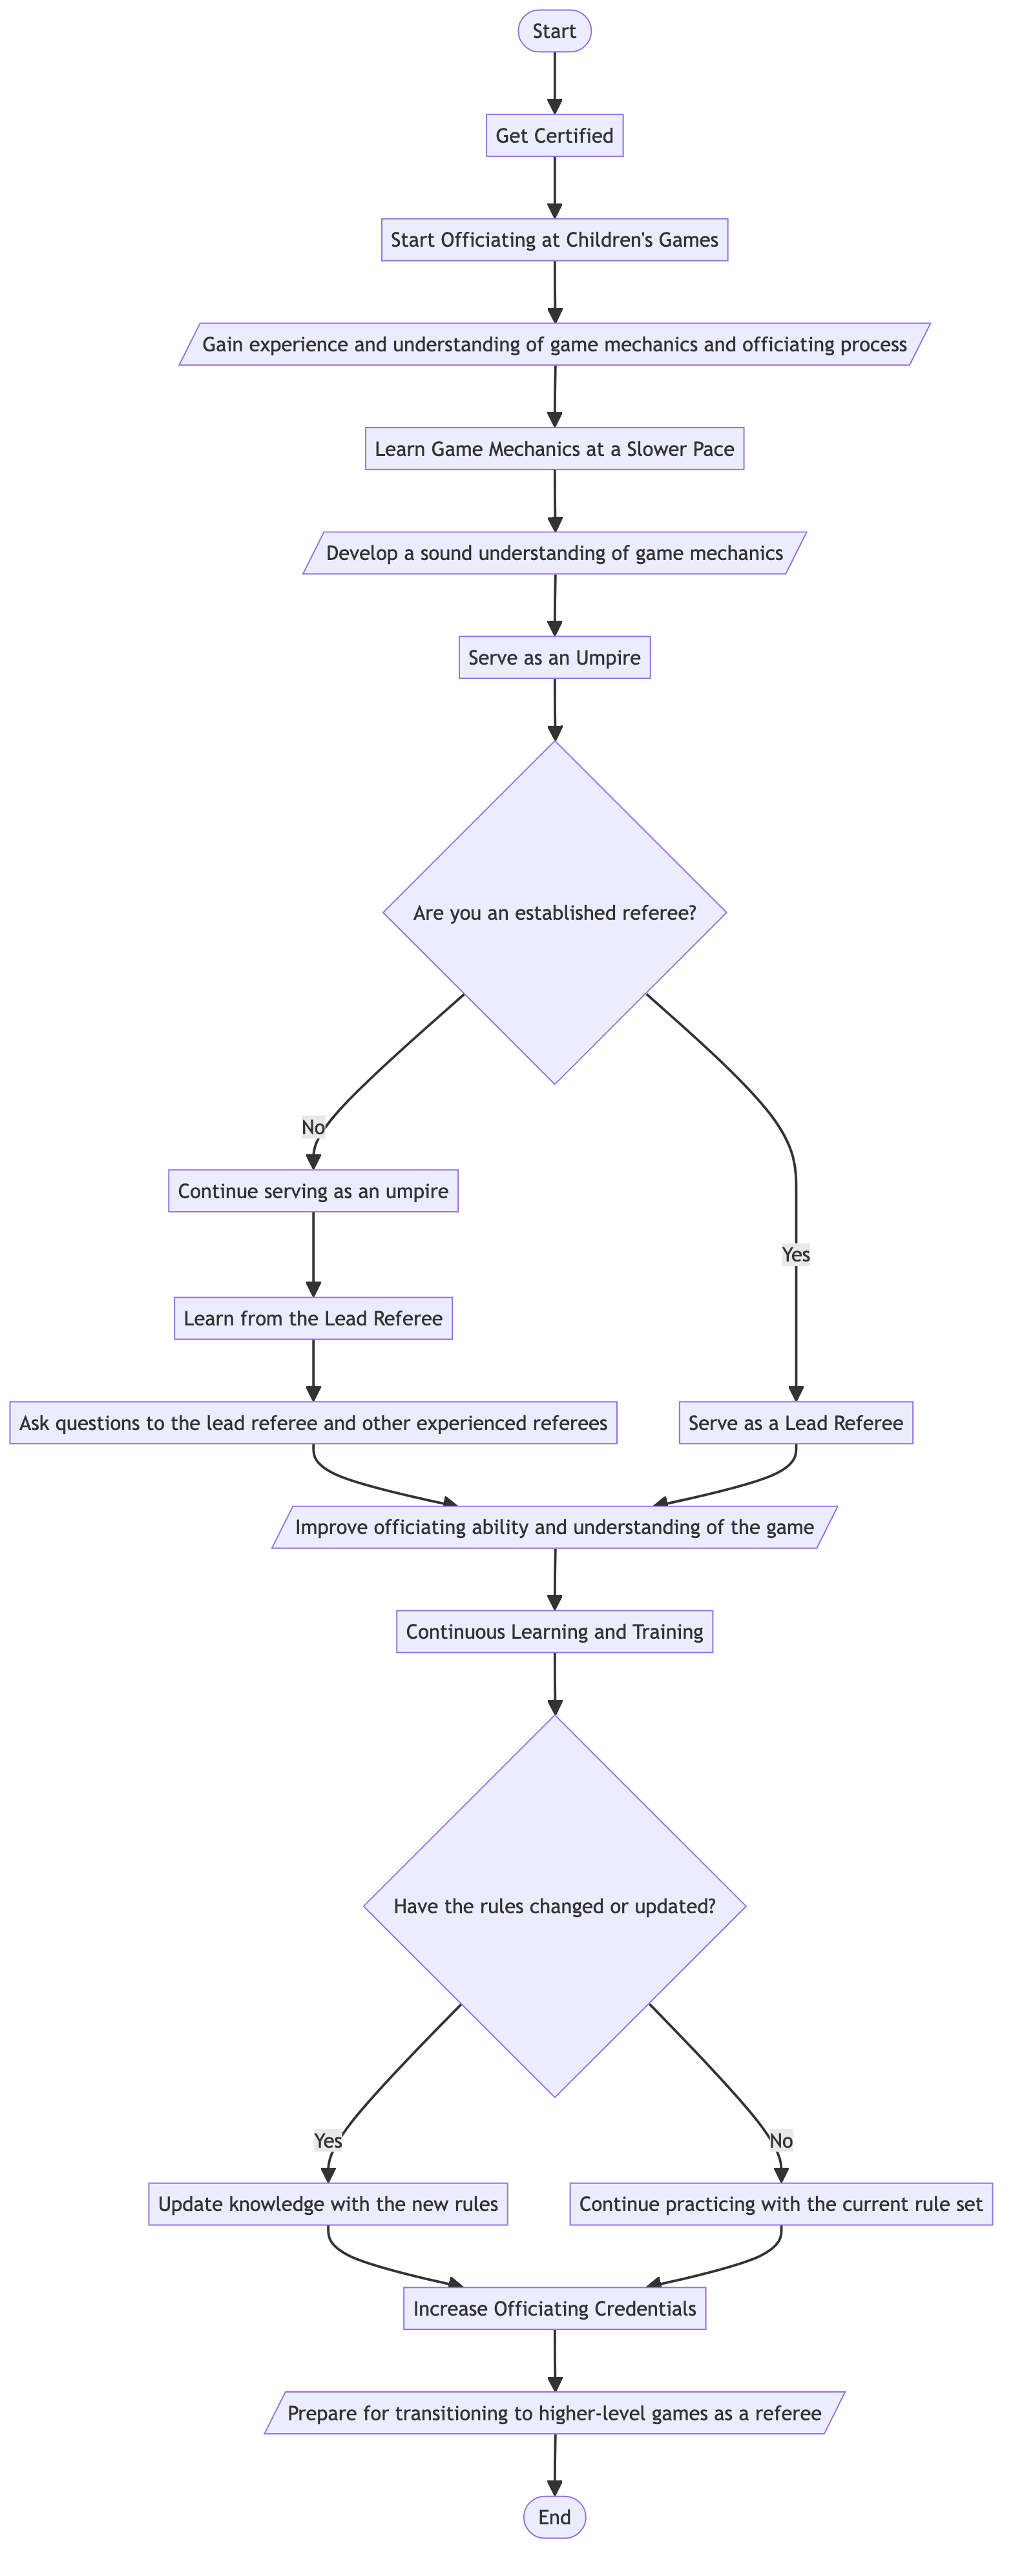 Start
Get Certified
Start Officiating at Children's Games
Gain experience and understanding of game mechanics and officiating process
Learn Game Mechanics at a Slower Pace
Develop a sound understanding of game mechanics
Serve as an Umpire
Are you an established referee?
No
Continue serving as an umpire
Yes
Learn from the Lead Referee
Ask questions to the lead referee and other experienced referees
Serve as a Lead Referee
Improve officiating ability and understanding of the game
Continuous Learning and Training
Have the rules changed or updated?
Yes
No
Update knowledge with the new rules
Continue practicing with the current rule set
Increase Officiating Credentials
Prepare for transitioning to higher-level games as a referee
End